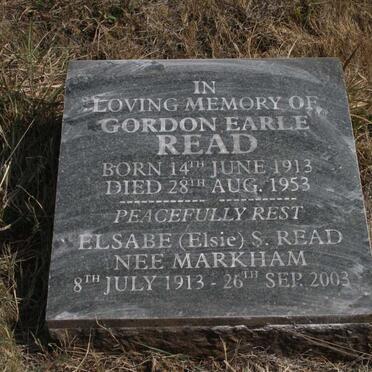 IN
LOVING MEMORY OF
GORDON EARLE
READ
BORN 14TH JUNE 1913
DIED 28TH AUG. 1953
PEACEFULLY REST
ELSABE (Elsie) S. READ
NEE MARKHAM
8TH JULY 1913 - 26TH SEP. 2003